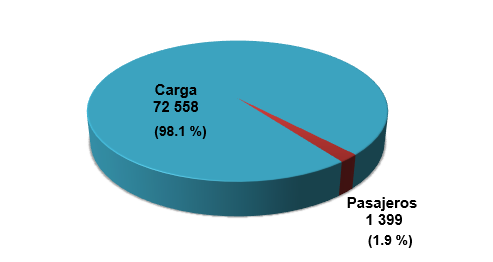 Carga
72 558
(98.1 %)
Pasajeros
1 399
(1.9 %)